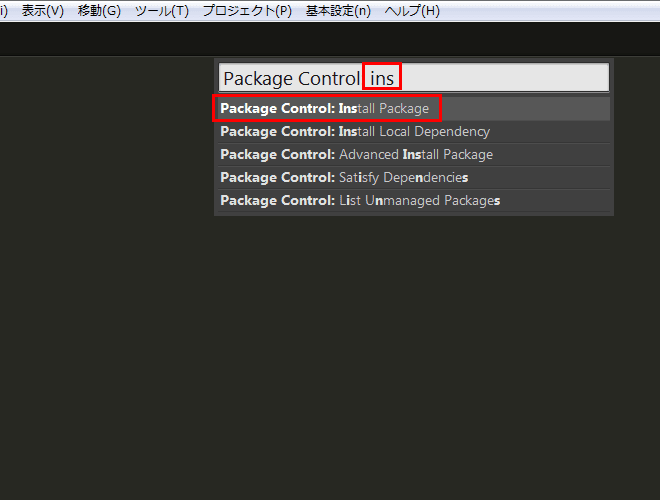 i) 表示(V) 移動(G) ツール(T) プロジェクト(P) 基本設定(n) ヘルプ(H)
Package Control ins
Package Control: Install Package
Package Control: Install Local Dependency
Package Control: Advanced Install Package
Package Control: Satisfy Dependencies
Package Control: List Unmanaged Packages